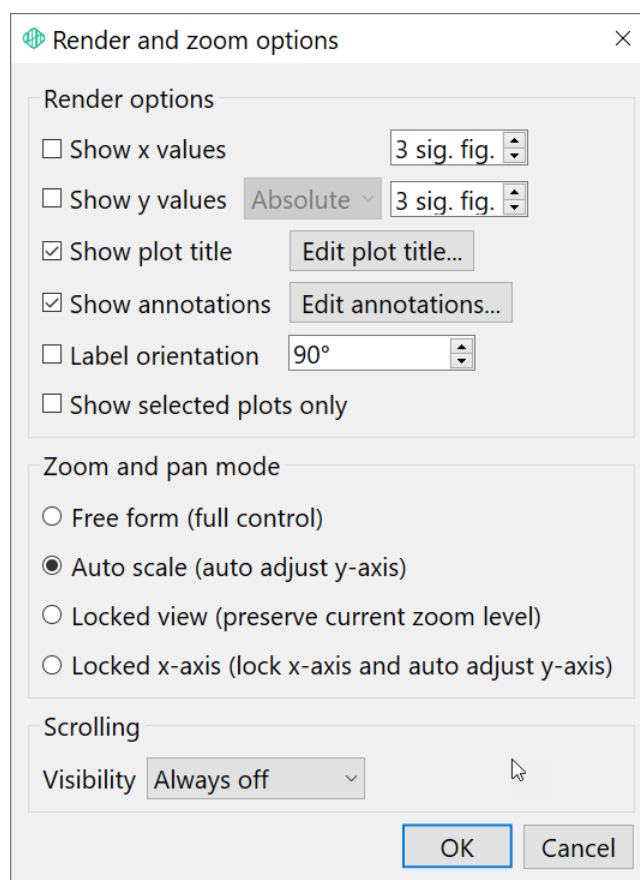 Render and zoom options
Render options
Show x values 3 sig. fig.
Show y values Absolute 3 sig. fig.
Show plot title Edit plot title...
Show annotations Edit annotations...
Label orientation 90°
Show selected plots only
Zoom and pan mode
Free form (full control)
Auto scale (auto adjust y-axis)
Locked view (preserve current zoom level)
Locked x-axis (lock x-axis and auto adjust y-axis)
Scrolling
Visibility Always off
OK Cancel